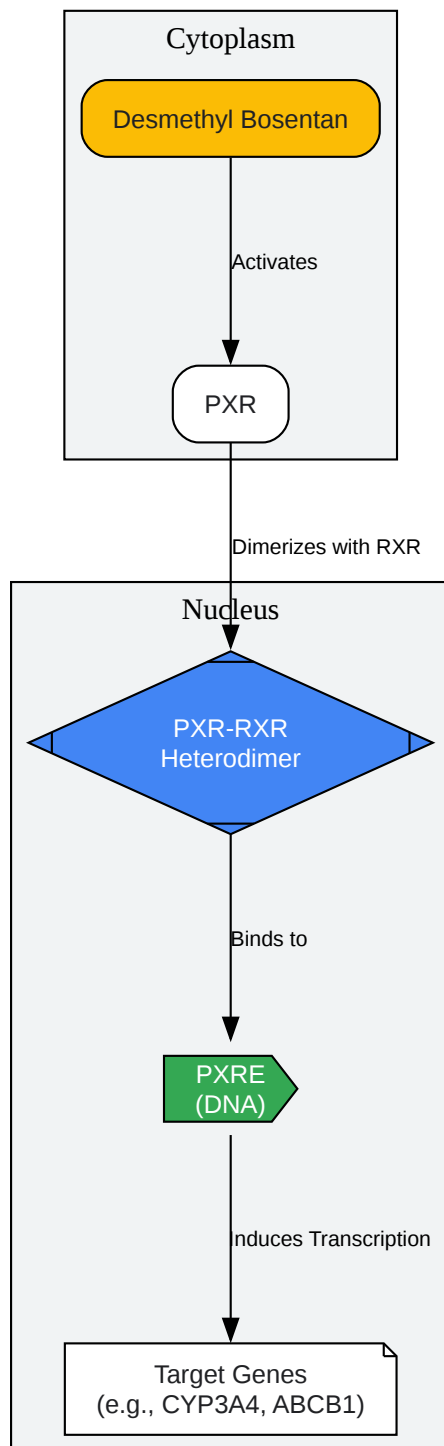 Cytoplasm
Desmethyl Bosentan
Activates
PXR
Dimerizes with RXR
Nucleus
PXR-RXR
Heterodimer
Binds to
PXRE
(DNA)
Induces Transcription
Target Genes
(e.g., CYP3A4, ABCB1)